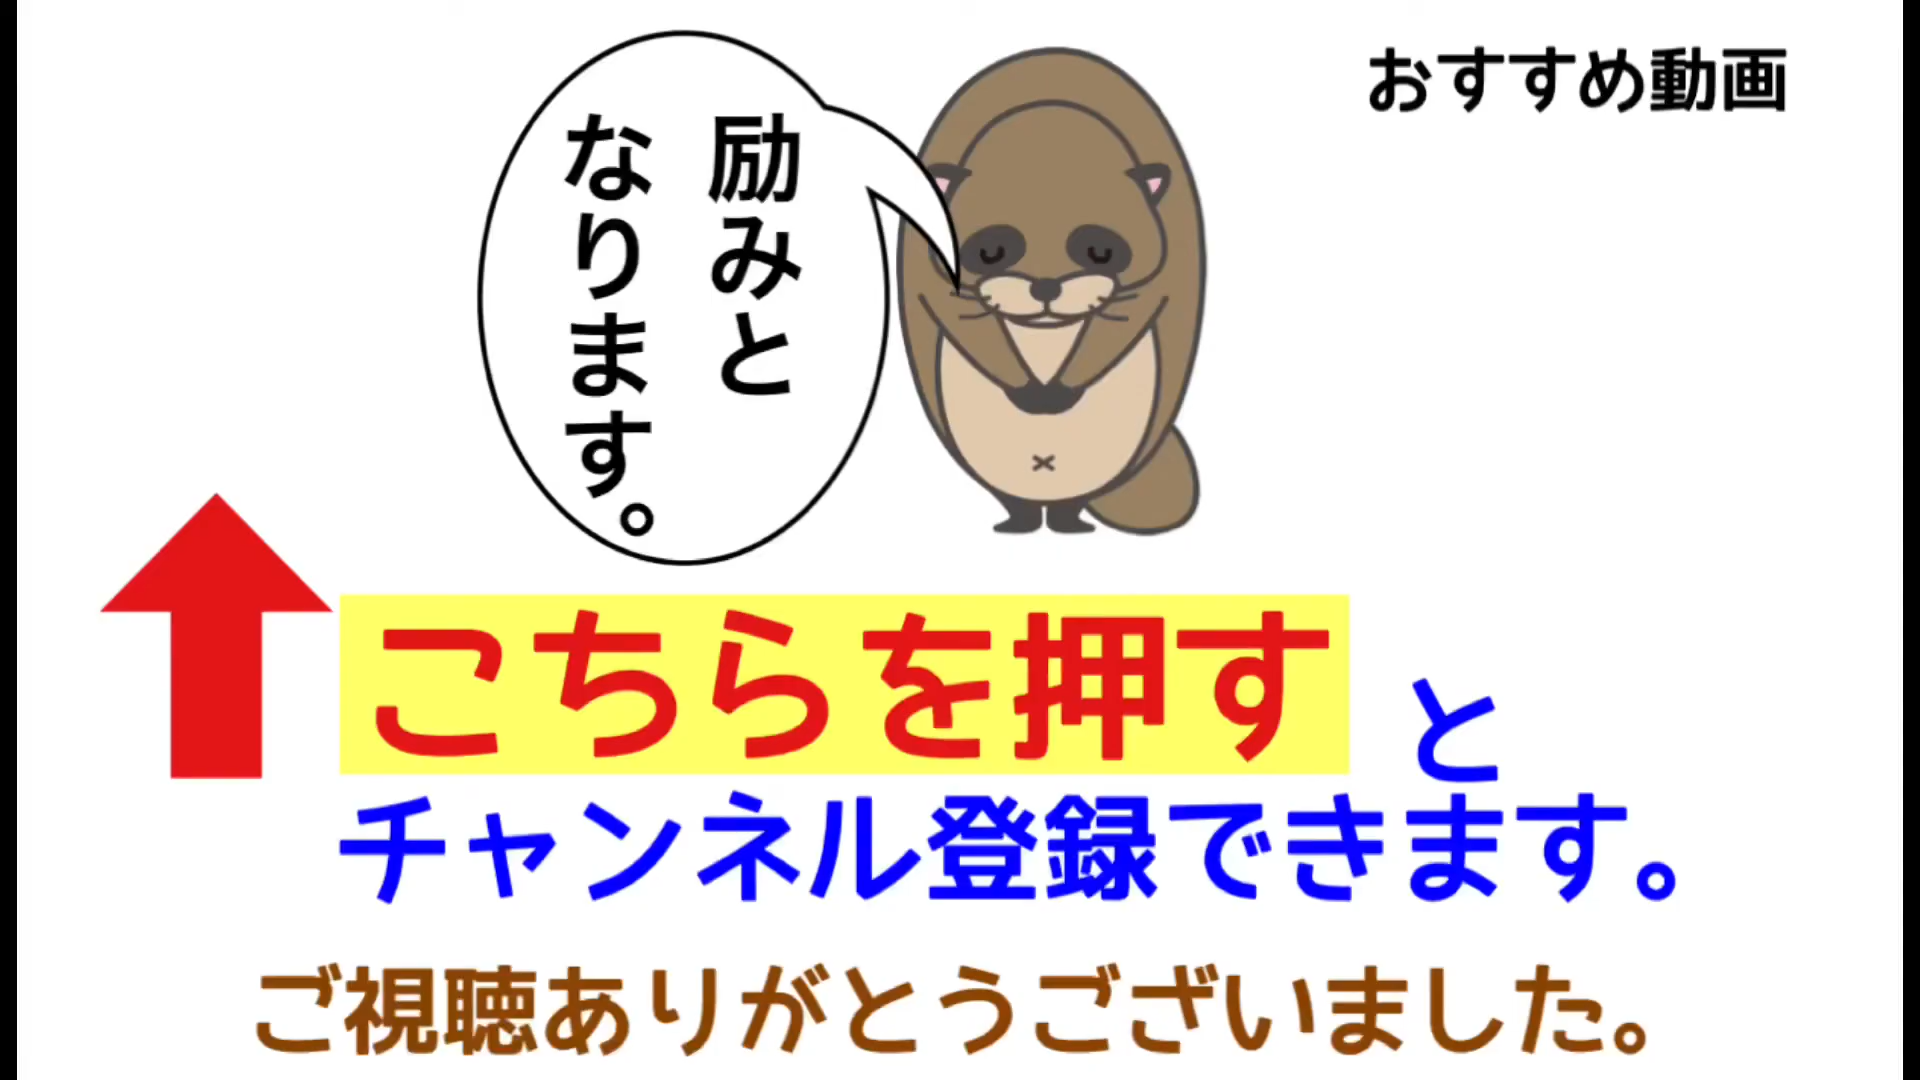 おすすめ動画
励みと
なります。
こちらを押す
と
チャンネル登録できます。
ご視聴ありがとうございました。